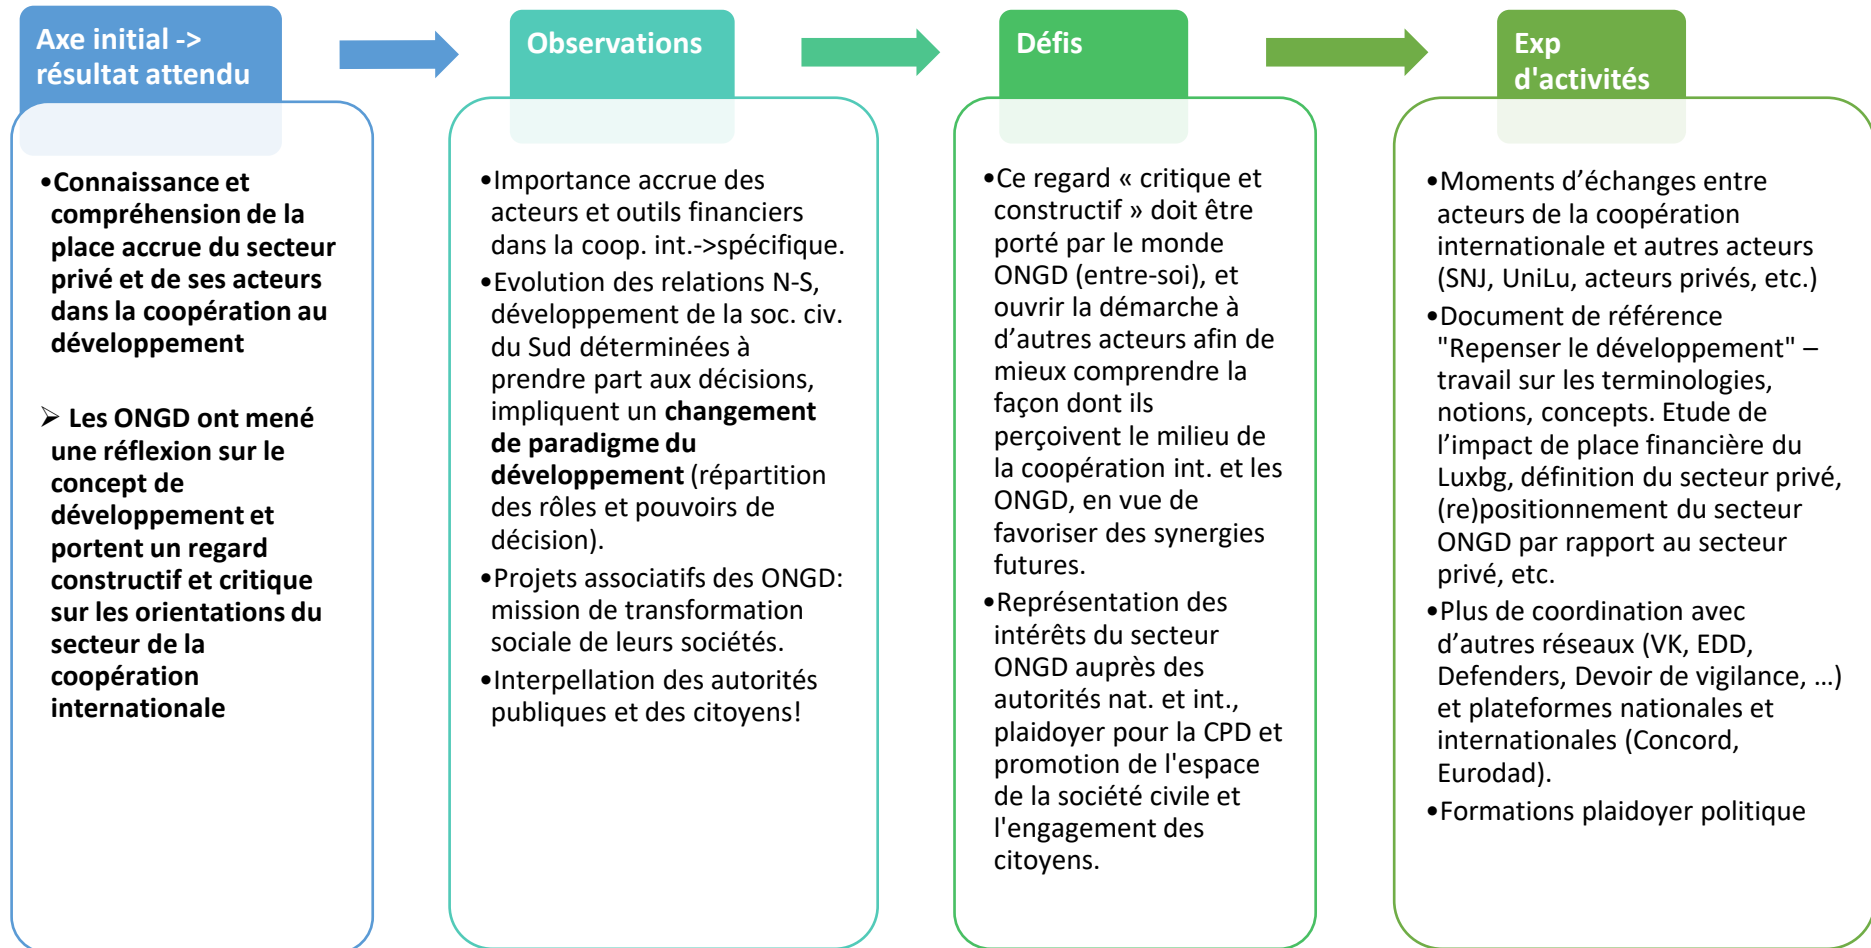 Axe initial ->
résultat attendu
•Connaissance et
compréhension de la
place accrue du secteur
privé et de ses acteurs
dans la coopération au
développement
➢ Les ONGD ont mené
une réflexion sur le
concept de
développement et
portent un regard
constructif et critique
sur les orientations du
secteur de la
coopération
internationale
Observations
•Importance accrue des
acteurs et outils financiers
dans la coop. int.->spécifique.
•Evolution des relations N-S,
développement de la soc. civ.
du Sud déterminées à
prendre part aux décisions,
impliquent un changement
de paradigme du
développement (répartition
des rôles et pouvoirs de
décision).
•Projets associatifs des ONGD:
mission de transformation
sociale de leurs sociétés.
•Interpellation des autorités
publiques et des citoyens!
Défis
•Ce regard « critique et
constructif » doit être
porté par le monde
ONGD (entre-soi), et
ouvrir la démarche à
d’autres acteurs afin de
mieux comprendre la
façon dont ils
perçoivent le milieu de
la coopération int. et les
ONGD, en vue de
favoriser des synergies
futures.
•Représentation des
intérêts du secteur
ONGD auprès des
autorités nat. et int.,
plaidoyer pour la CPD et
promotion de l'espace
de la société civile et
l'engagement des
citoyens.
Exp
d'activités
•Moments d’échanges entre
acteurs de la coopération
internationale et autres acteurs
(SNJ, UniLu, acteurs privés, etc.)
•Document de référence
"Repenser le développement" –
travail sur les terminologies,
notions, concepts. Etude de
l’impact de place financière du
Luxbg, définition du secteur privé,
(re)positionnement du secteur
ONGD par rapport au secteur
privé, etc.
•Plus de coordination avec
d’autres réseaux (VK, EDD,
Defenders, Devoir de vigilance, …)
et plateformes nationales et
internationales (Concord,
Eurodad).
•Formations plaidoyer politique